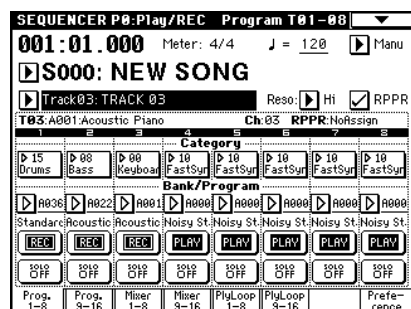 SEQUENCER P0:Play/REC Program T01-08
001:01.000 Meter: 4/4 ♩ = 120 Manu
S000: NEW SONG
Track03: TRACK 03 Reso: Hi RPPR
T03:A001:Acoustic Piano Ch:03 RPPR:NoAssign
1 2 3 4 5 6 7 8
Category
15 08 00 10 10 10 10 10
Drums Bass Keyboar FastSyn FastSyn FastSyn FastSyn FastSyn
Bank/Program
A036 A022 A001 A000 A000 A000 A000 A000
Standard Acoustic Acoustic Noisy St. Noisy St. Noisy St. Noisy St. Noisy St.
REC REC REC PLAY PLAY PLAY PLAY PLAY
SOLO SOLO SOLO SOLO SOLO SOLO SOLO SOLO
OFF OFF OFF OFF OFF OFF OFF OFF
Prog. Prog. Mixer Mixer PlyLoop PlyLoop Prefe-
1-8 9-16 1-8 9-16 1-8 9-16 rence